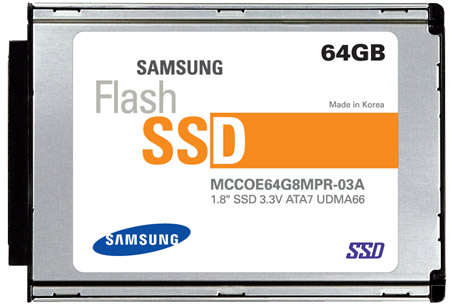 64GB
SAMSUNG
Flash
Made in Korea
SSD
MCCOE64G8MPR-03A
1.8" SSD 3.3V ATA7 UDMA66
SAMSUNG
SSD